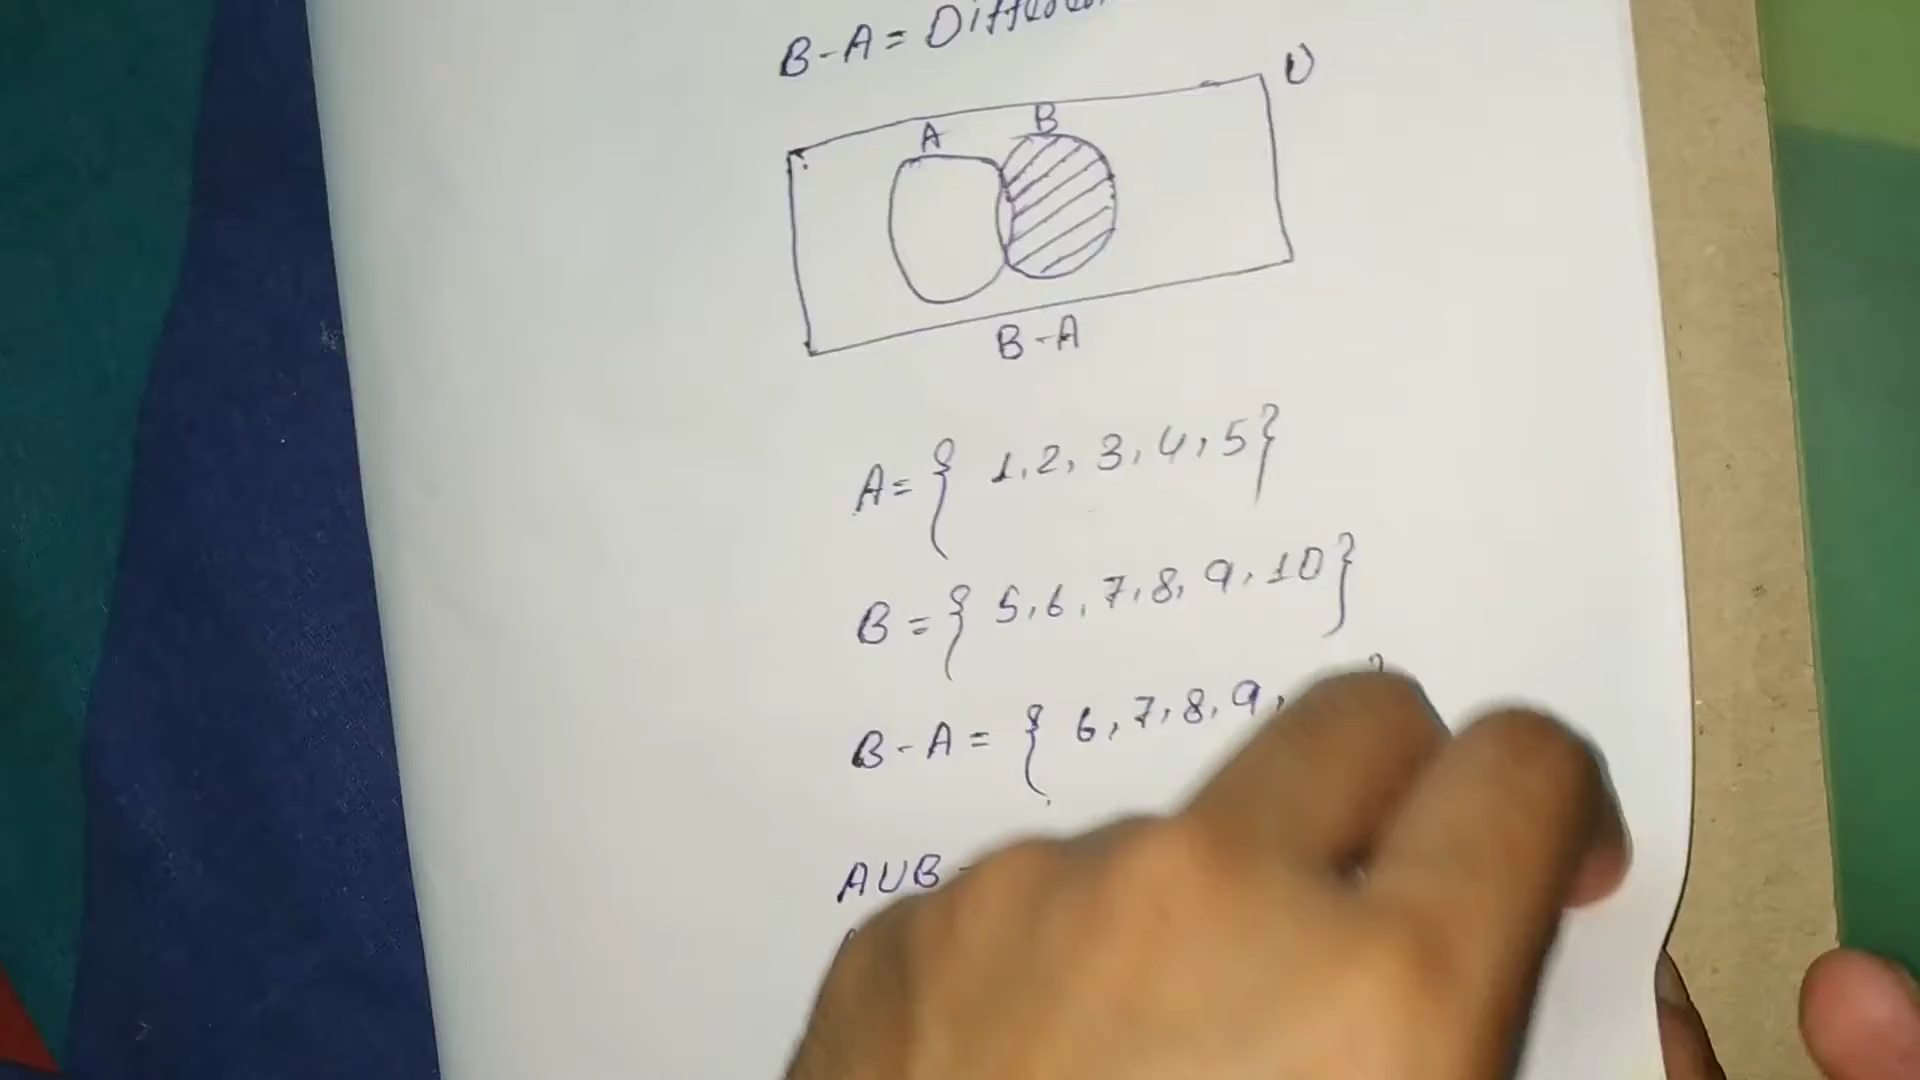 B-A=
U
A B
B-A
A={ 1,2, 3,4,5}
B={ 5,6,7,8,9,10}
B-A={ 6,7,8,9, }
AUB